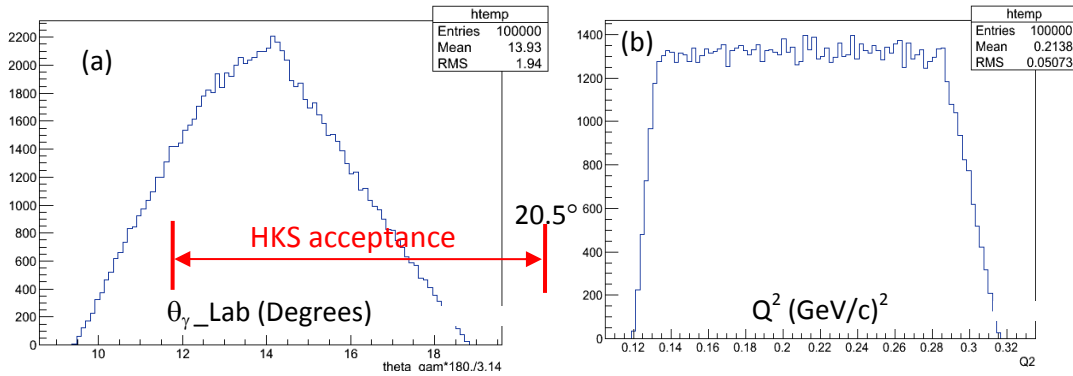 htemp
Entries 100000
Mean 13.93
RMS 1.94
(a)
2200
2000
1800
1600
1400
1200
1000
800
600
400
200
0
20.5°
HKS acceptance
θγ_Lab (Degrees)
10 12 14 16 18
theta_gam*180./3.14
htemp
Entries 100000
Mean 0.2138
RMS 0.05073
(b)
1400
1200
1000
800
600
400
200
0
Q² (GeV/c)²
0.12 0.14 0.16 0.18 0.2 0.22 0.24 0.26 0.28 0.3 0.32
Q2